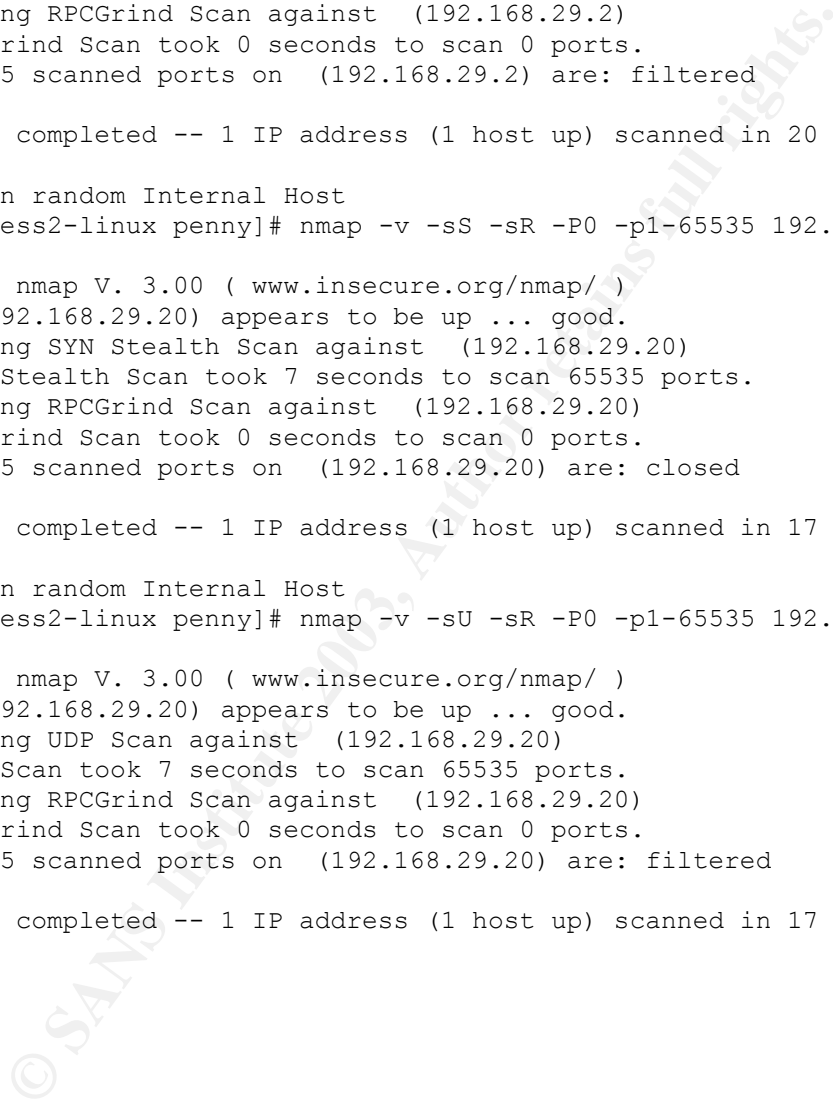 ng RPCGrind Scan against (192.168.29.2)
rind Scan took 0 seconds to scan 0 ports.
5 scanned ports on (192.168.29.2) are: filtered
completed -- 1 IP address (1 host up) scanned in 20
n random Internal Host
ess2-linux penny]# nmap -v -sS -sR -P0 -p1-65535 192.
nmap V. 3.00 ( www.insecure.org/nmap/ )
92.168.29.20) appears to be up ... good.
ng SYN Stealth Scan against (192.168.29.20)
Stealth Scan took 7 seconds to scan 65535 ports.
ng RPCGrind Scan against (192.168.29.20)
rind Scan took 0 seconds to scan 0 ports.
5 scanned ports on (192.168.29.20) are: closed
completed -- 1 IP address (1 host up) scanned in 17
n random Internal Host
ess2-linux penny]# nmap -v -sU -sR -P0 -p1-65535 192.
nmap V. 3.00 ( www.insecure.org/nmap/ )
92.168.29.20) appears to be up ... good.
ng UDP Scan against (192.168.29.20)
Scan took 7 seconds to scan 65535 ports.
ng RPCGrind Scan against (192.168.29.20)
rind Scan took 0 seconds to scan 0 ports.
5 scanned ports on (192.168.29.20) are: filtered
completed -- 1 IP address (1 host up) scanned in 17
© SANS Institute 2003, Author retains full rights.